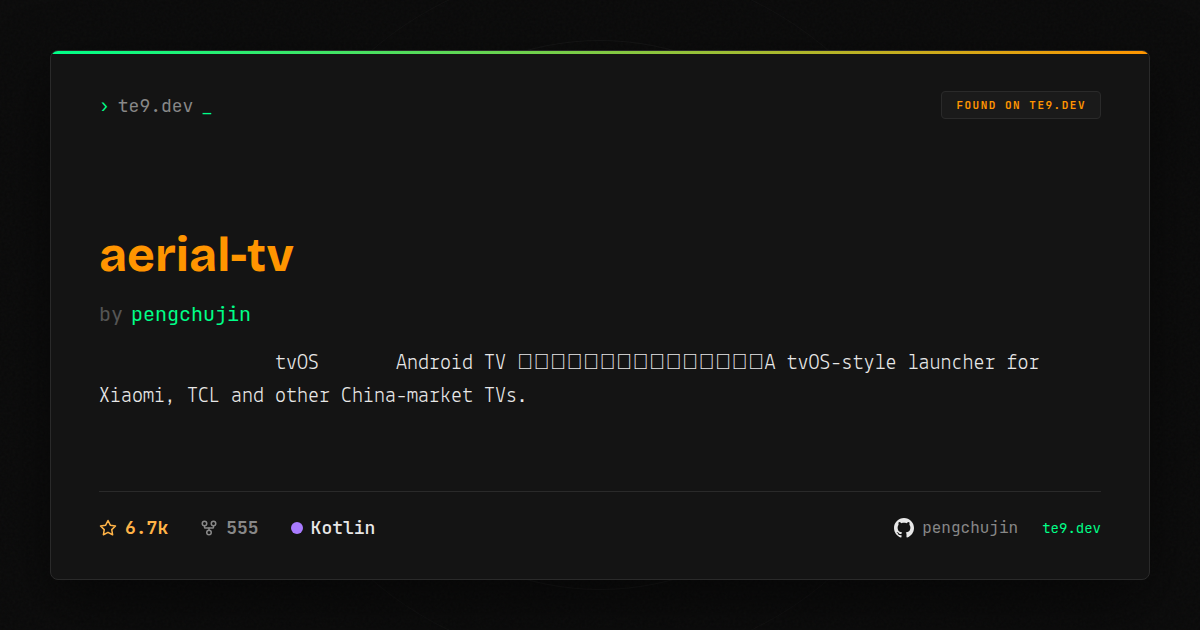 › te9.dev _
FOUND ON TE9.DEV
aerial-tv
by pengchujin
tvOS Android TV □□□□□□□□□□□□□□□A tvOS-style launcher for
Xiaomi, TCL and other China-market TVs.
6.7k 555 Kotlin
pengchujin te9.dev